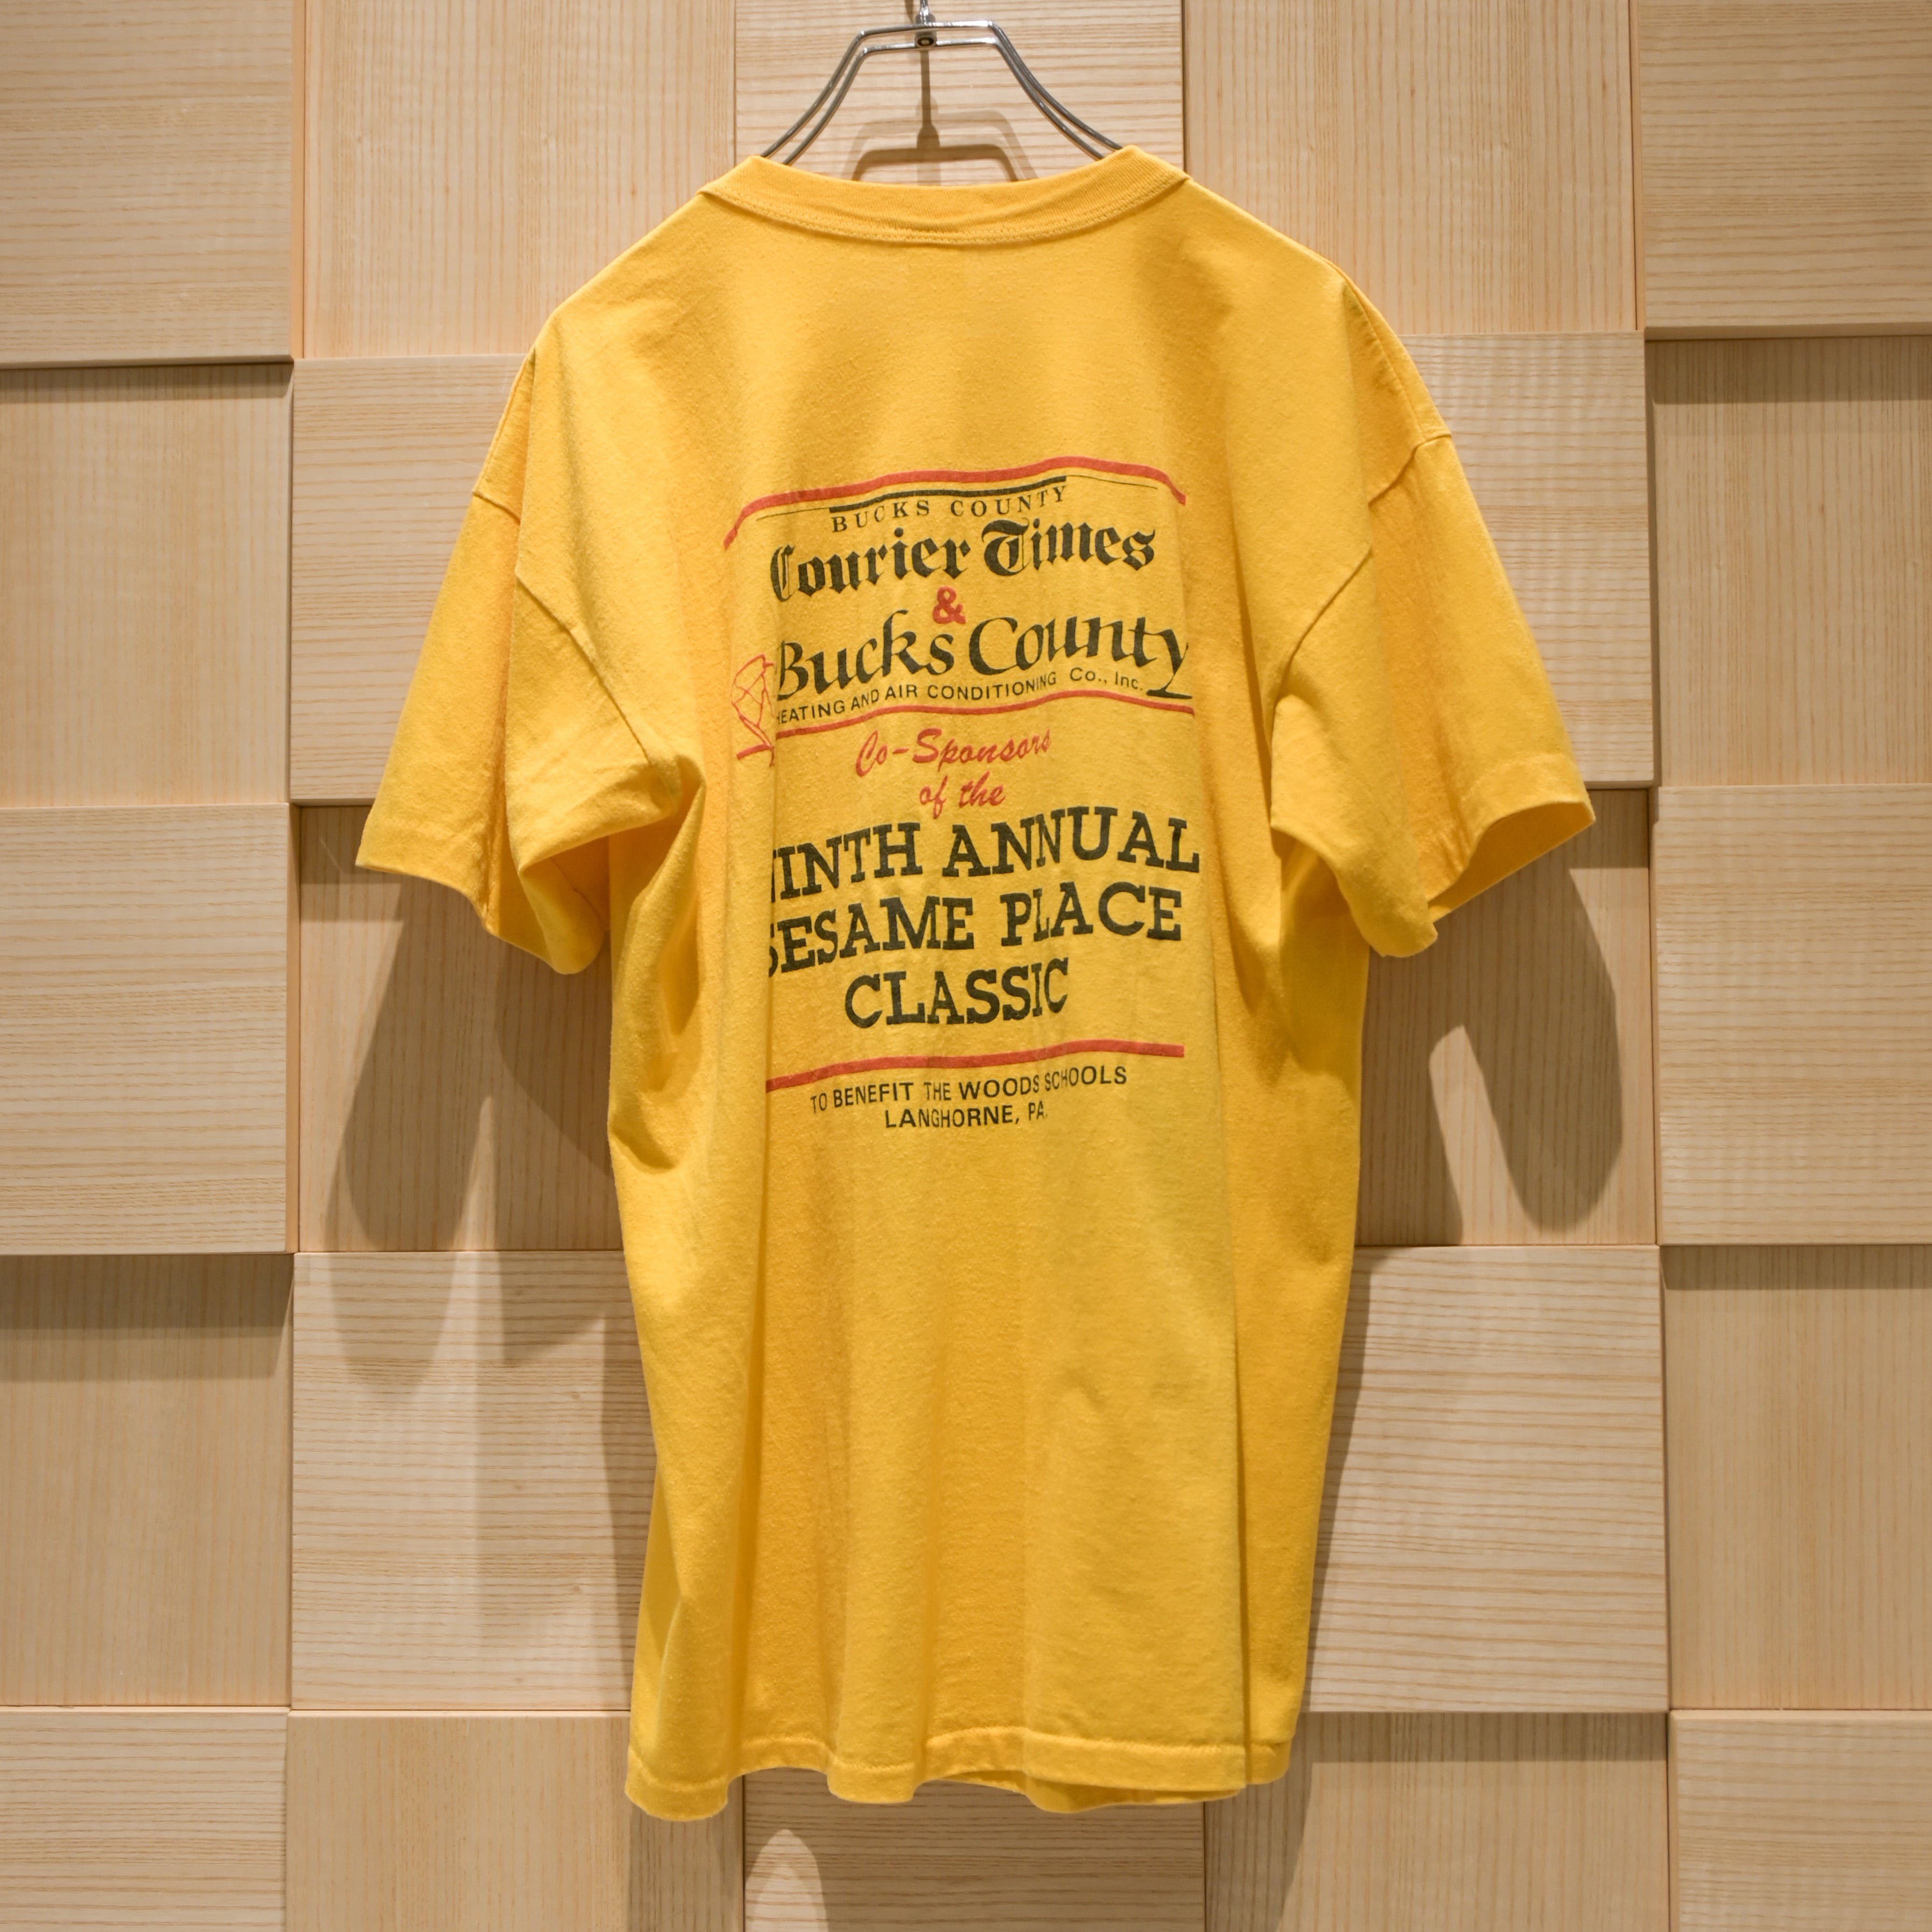 BUCKS COUNTY
Courier Times
&
Bucks County
HEATING AND AIR CONDITIONING Co., Inc.
Co-Sponsors
of the
NINTH ANNUAL
SESAME PLACE
CLASSIC
TO BENEFIT THE WOODS SCHOOLS
LANGHORNE, PA.